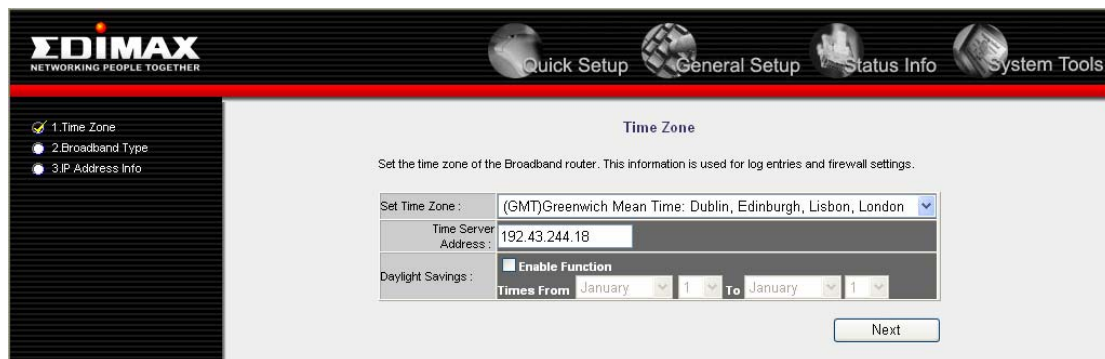 EDIMAX
NETWORKING PEOPLE TOGETHER
Quick Setup
General Setup
Status Info
System Tools
1.Time Zone
2.Broadband Type
3.IP Address Info
Time Zone
Set the time zone of the Broadband router. This information is used for log entries and firewall settings.
Set Time Zone :
(GMT)Greenwich Mean Time: Dublin, Edinburgh, Lisbon, London
Time Server
Address :
192.43.244.18
Daylight Savings :
Enable Function
Times From January 1 To January 1
Next